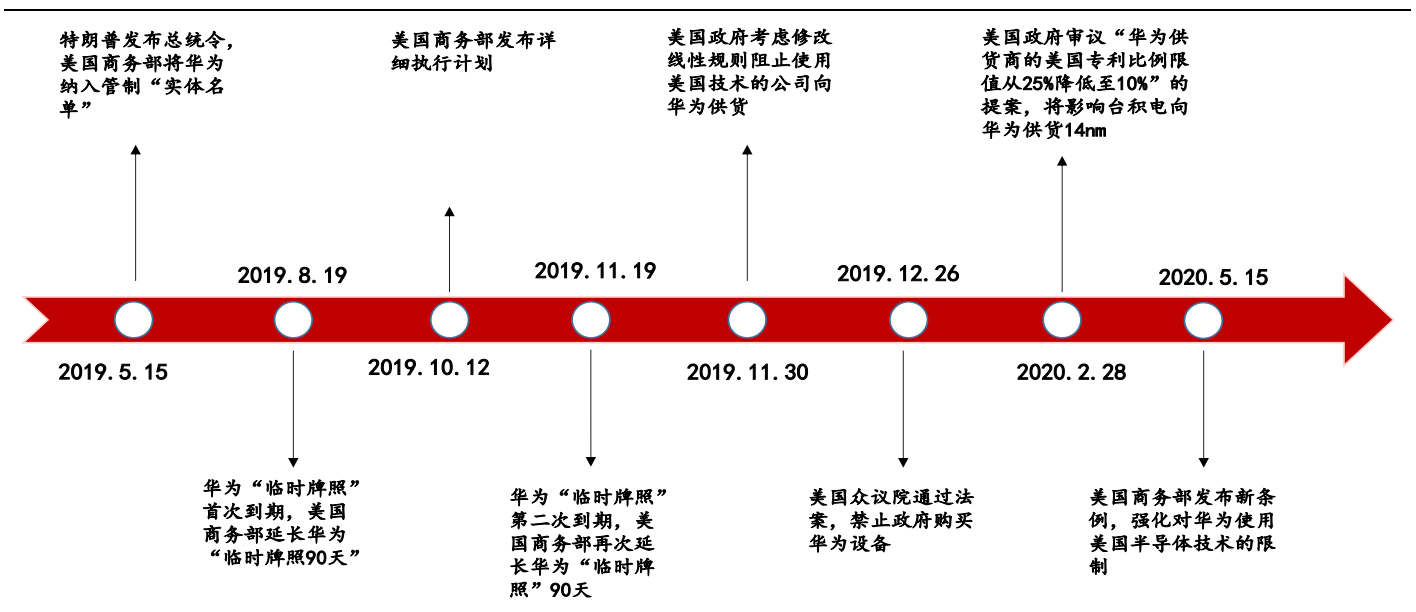 特朗普发布总统令,
美国商务部将华为
纳入管制“实体名
单”
2019.5.15
2019.8.19
华为“临时牌照”
首次到期, 美国
商务部延长华为
“临时牌照90天”
美国商务部发布详
细执行计划
2019.10.12
2019.11.19
华为“临时牌照”
第二次到期, 美
国商务部再次延
长华为“临时牌
照”90天
美国政府考虑修改
线性规则阻止使用
美国技术的公司向
华为供货
2019.11.30
2019.12.26
美国众议院通过法
案, 禁止政府购买
华为设备
美国政府审议“华为供
货商的美国专利比例限
值从25%降低至10%”的
提案, 将影响台积电向
华为供货14nm
2020.2.28
2020.5.15
美国商务部发布新条
例, 强化对华为使用
美国半导体技术的限
制